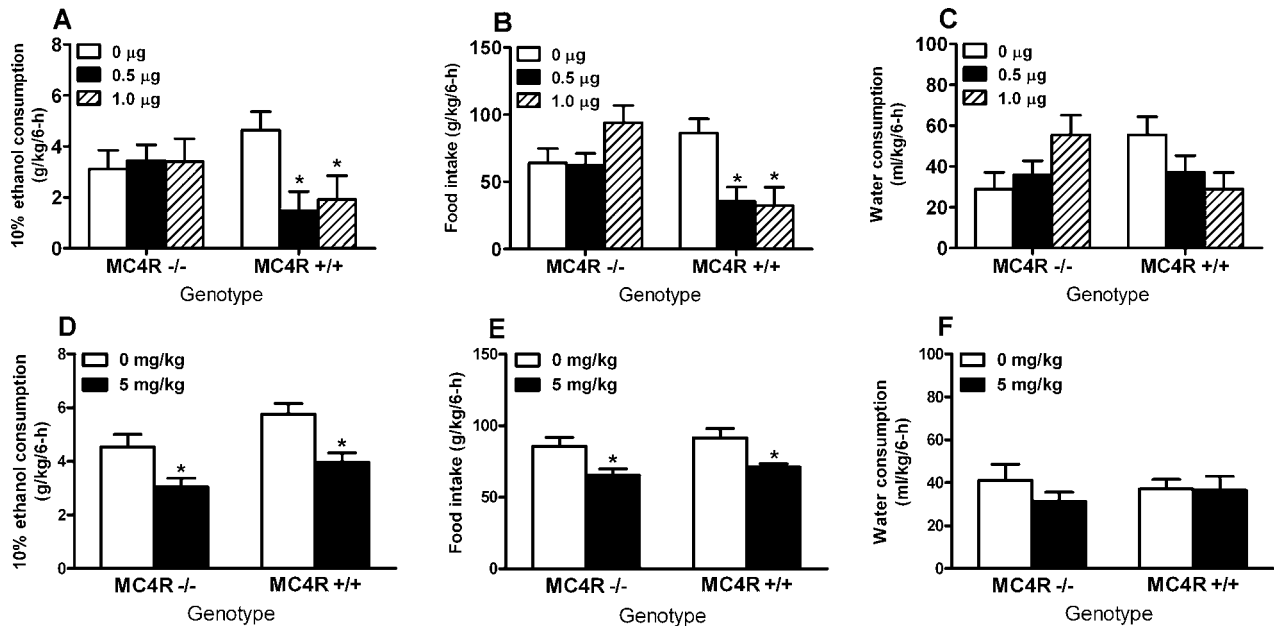 A
10% ethanol consumption
(g/kg/6-h)
8
6
4
2
0
0 μg
0.5 μg
1.0 μg
*
*
MC4R -/-
MC4R +/+
Genotype
B
Food intake (g/kg/6-h)
150
100
50
0
0 μg
0.5 μg
1.0 μg
*
*
MC4R -/-
MC4R +/+
Genotype
C
Water consumption
(ml/kg/6-h)
100
80
60
40
20
0
0 μg
0.5 μg
1.0 μg
MC4R -/-
MC4R +/+
Genotype
D
10% ethanol consumption
(g/kg/6-h)
8
6
4
2
0
0 mg/kg
5 mg/kg
*
*
MC4R -/-
MC4R +/+
Genotype
E
Food intake (g/kg/6-h)
150
100
50
0
0 mg/kg
5 mg/kg
*
*
MC4R -/-
MC4R +/+
Genotype
F
Water consumption
(ml/kg/6-h)
100
80
60
40
20
0
0 mg/kg
5 mg/kg
MC4R -/-
MC4R +/+
Genotype